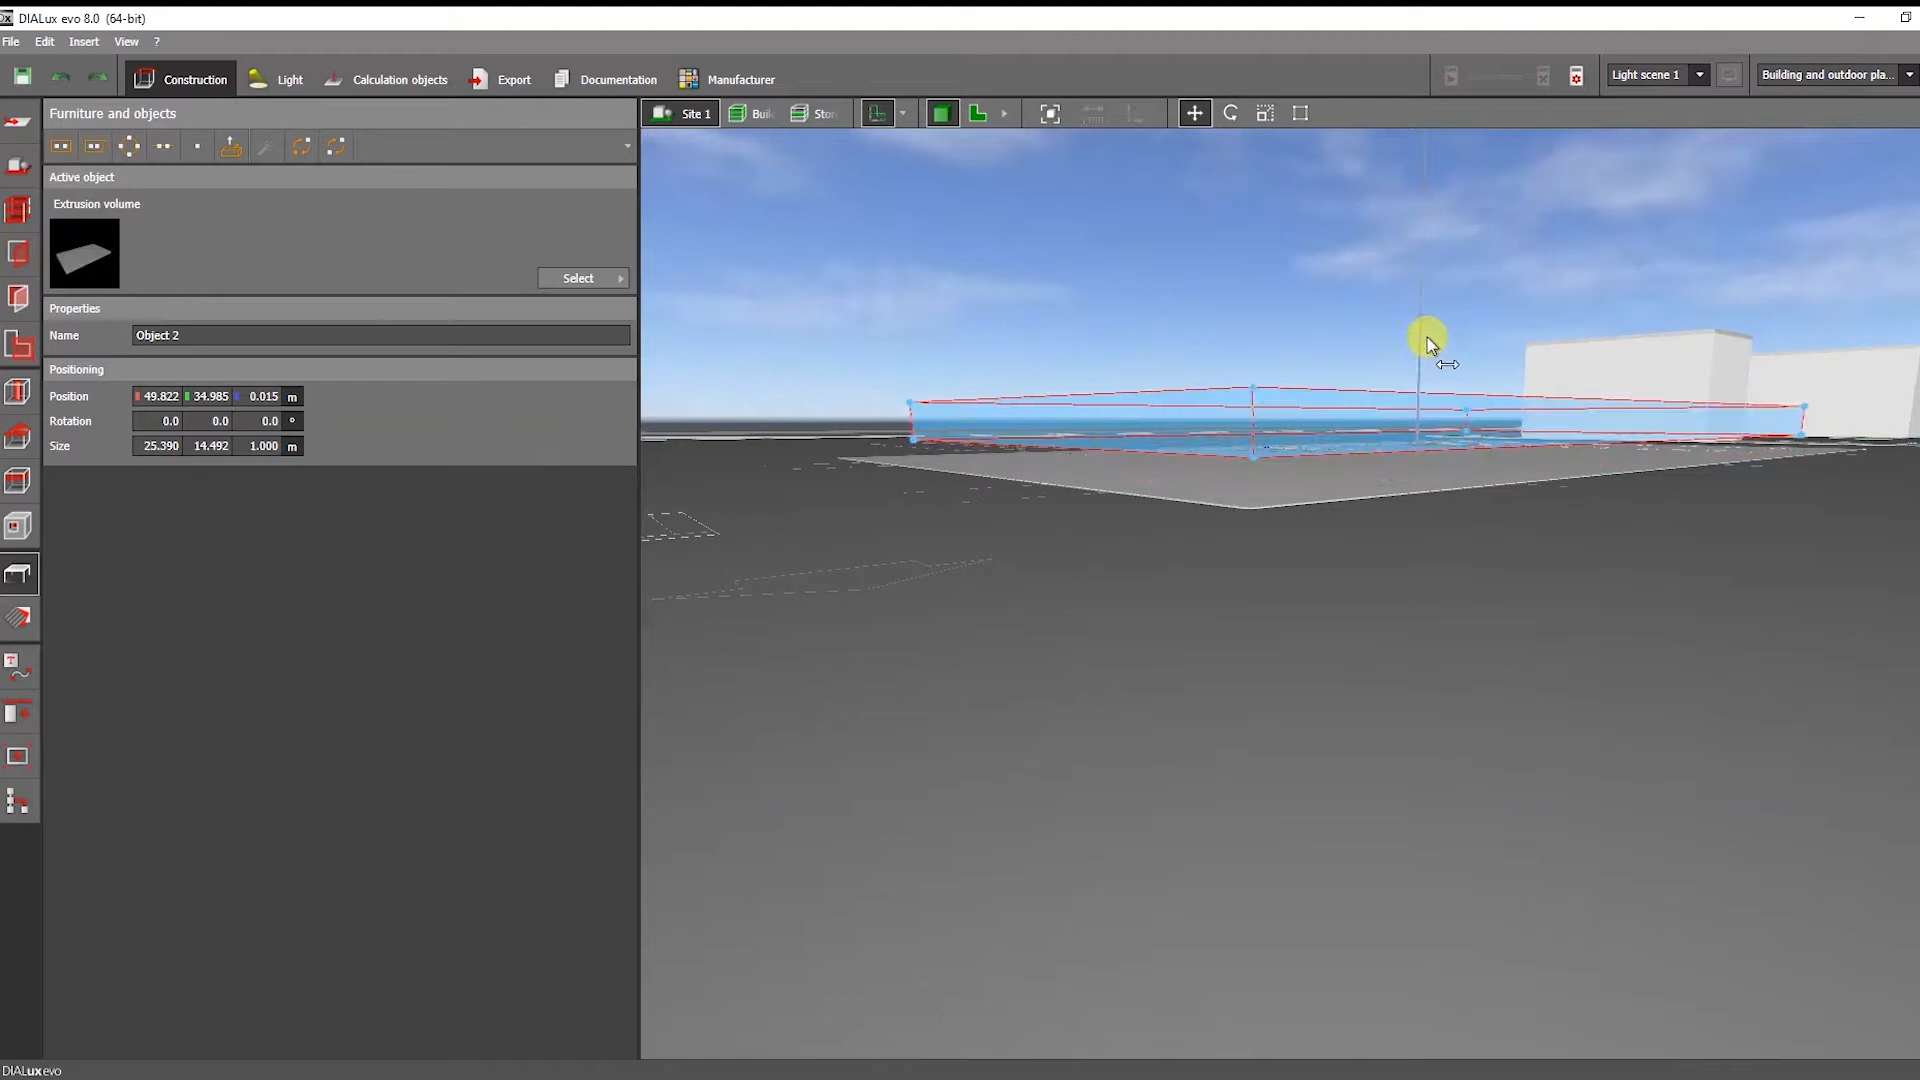 DIALux evo 8.0 (64-bit)
File Edit Insert View ?
Construction Light Calculation objects Export Documentation Manufacturer Light scene 1 Building and outdoor pla...
Furniture and objects Site 1 Buil Stor
Active object
Extrusion volume
Select
Properties
Name Object 2
Positioning
Position 49.822 34.985 0.015 m
Rotation 0.0 0.0 0.0 °
Size 25.390 14.492 1.000 m
T
DIALux evo